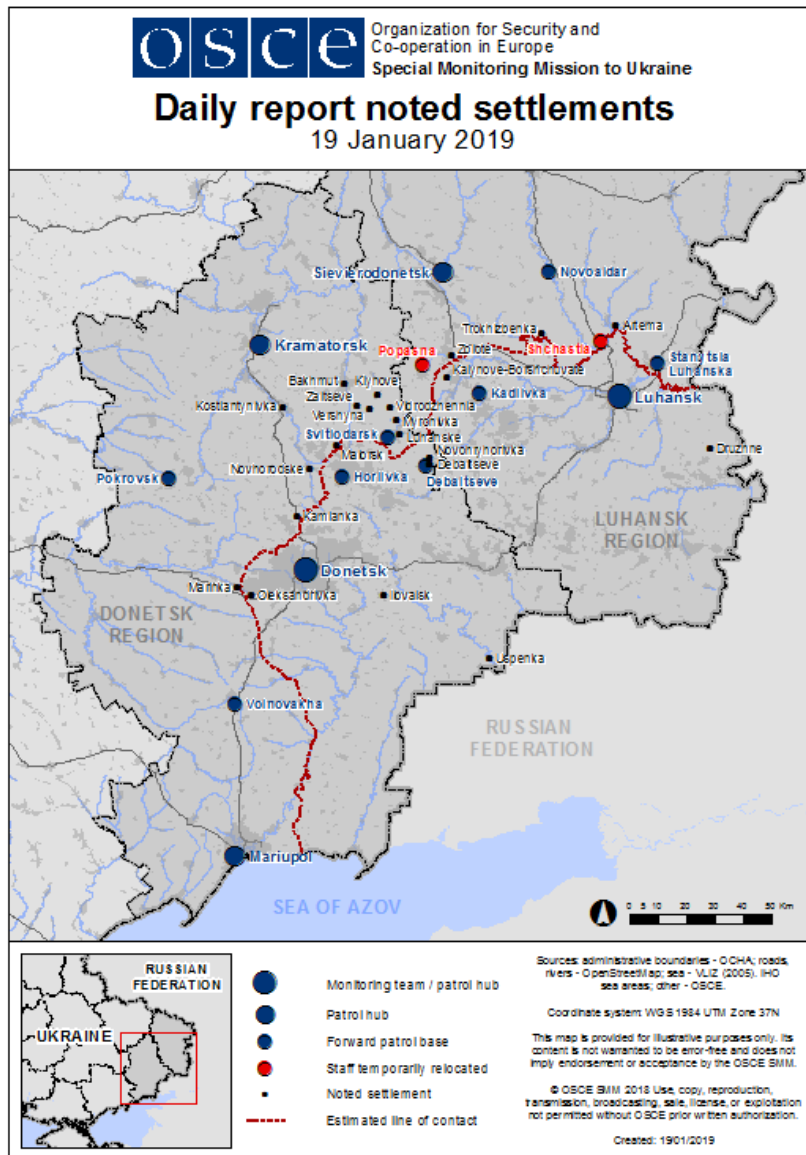 osce
Organization for Security and
Co-operation in Europe
Special Monitoring Mission to Ukraine
Daily report noted settlements
19 January 2019
Sievierodonetsk
Novoaidar
Artema
Shchastia
Zolote
Stanytsia
Luhanska
Kramatorsk
Popasna
Bakhmut
Klynove
Zaitseve
Kadiivka
Luhansk
Kostiantynivka
Vershyna
Vidrodzhennia
Myronivka
Svitlodarsk
Luhanske
Maiorsk
Debaltseve
Druzhne
Novhorodske
Debaltseve
Pokrovsk
Horlivka
Kamianka
LUHANSK
REGION
Donetsk
Marinka
Oleksandrivka
Ilovaisk
DONETSK
REGION
Uspenka
Volnovakha
RUSSIAN
FEDERATION
Mariupol
SEA OF AZOV
0 5 10 20 30 40 50 Km
RUSSIAN
FEDERATION
UKRAINE
Monitoring team / patrol hub
Patrol hub
Forward patrol base
Staff temporarily relocated
Noted settlement
Estimated line of contact
Sources: administrative boundaries - OCHA; roads,
rivers - OpenStreetMap; sea - VLIZ (2005). IHO
sea areas; other - OSCE.
Coordinate system: WGS 1984 UTM Zone 37N
This map is provided for illustrative purposes only. Its
content is not warranted to be error-free and does not
imply endorsement or acceptance by the OSCE SMM.
© OSCE SMM 2018 Use, copy, reproduction,
transmission, broadcasting, sale, license, or exploitation
not permitted without OSCE prior written authorization.
Created: 19/01/2019